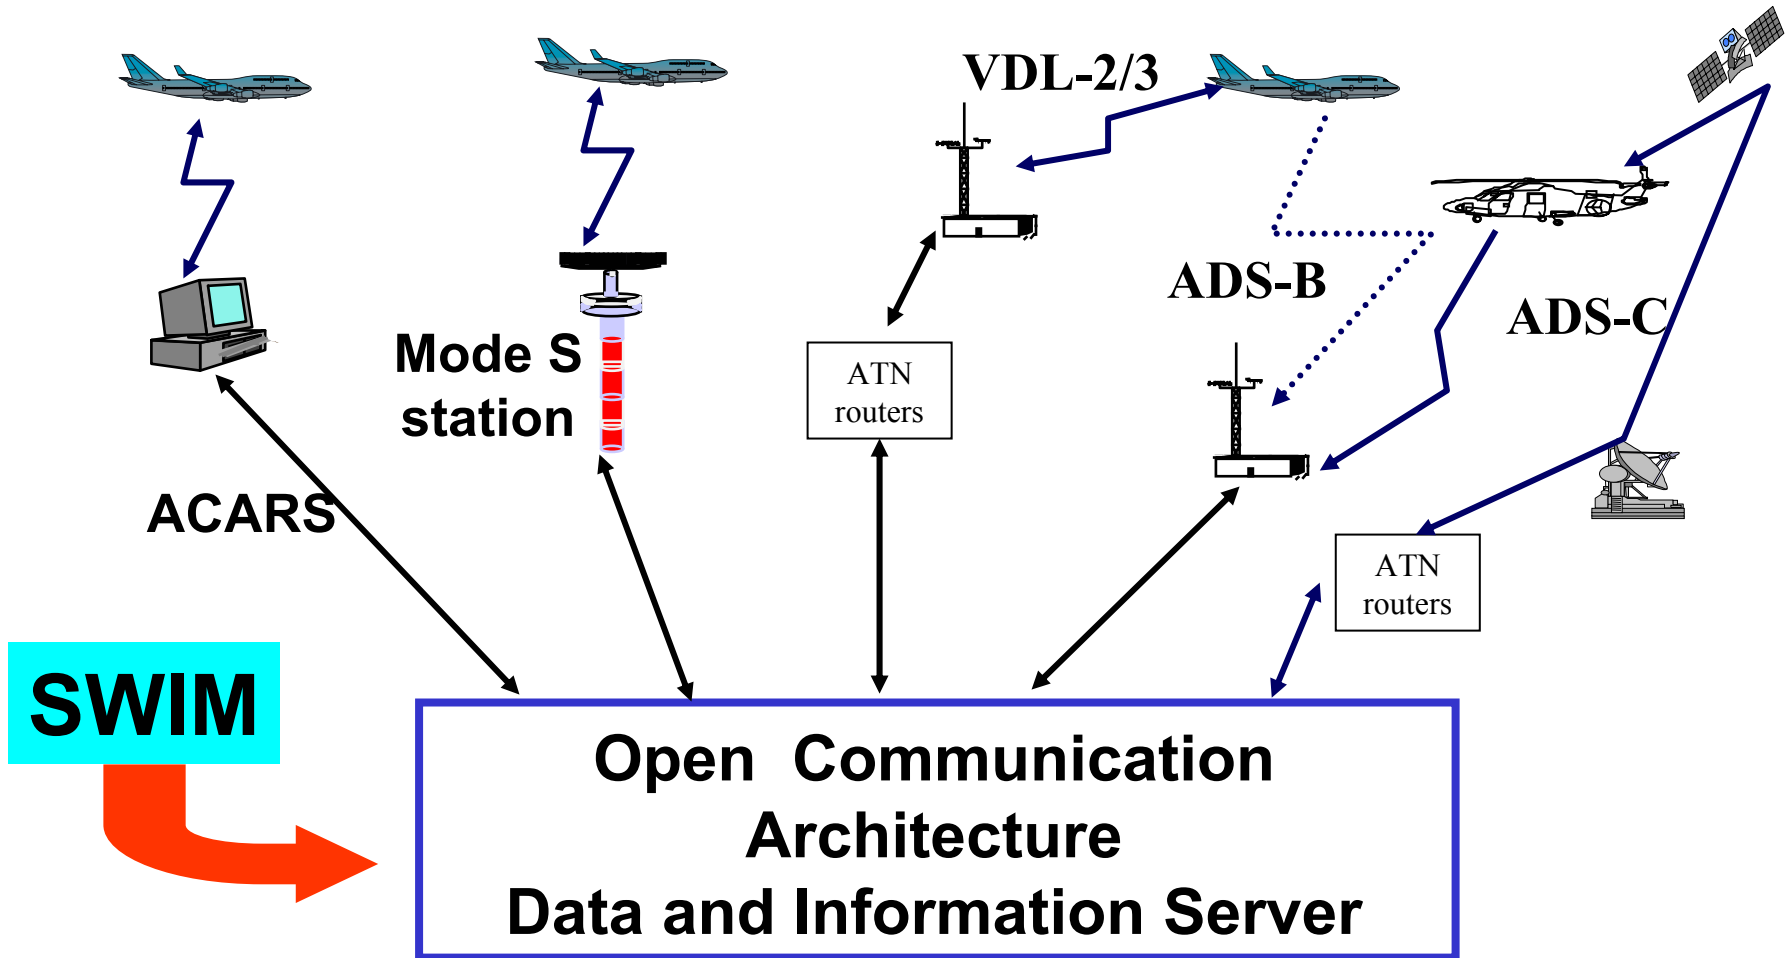 VDL-2/3
ADS-B
ADS-C
Mode S
station
ATN
routers
ACARS
ATN
routers
SWIM
Open  Communication
Architecture
Data and Information Server